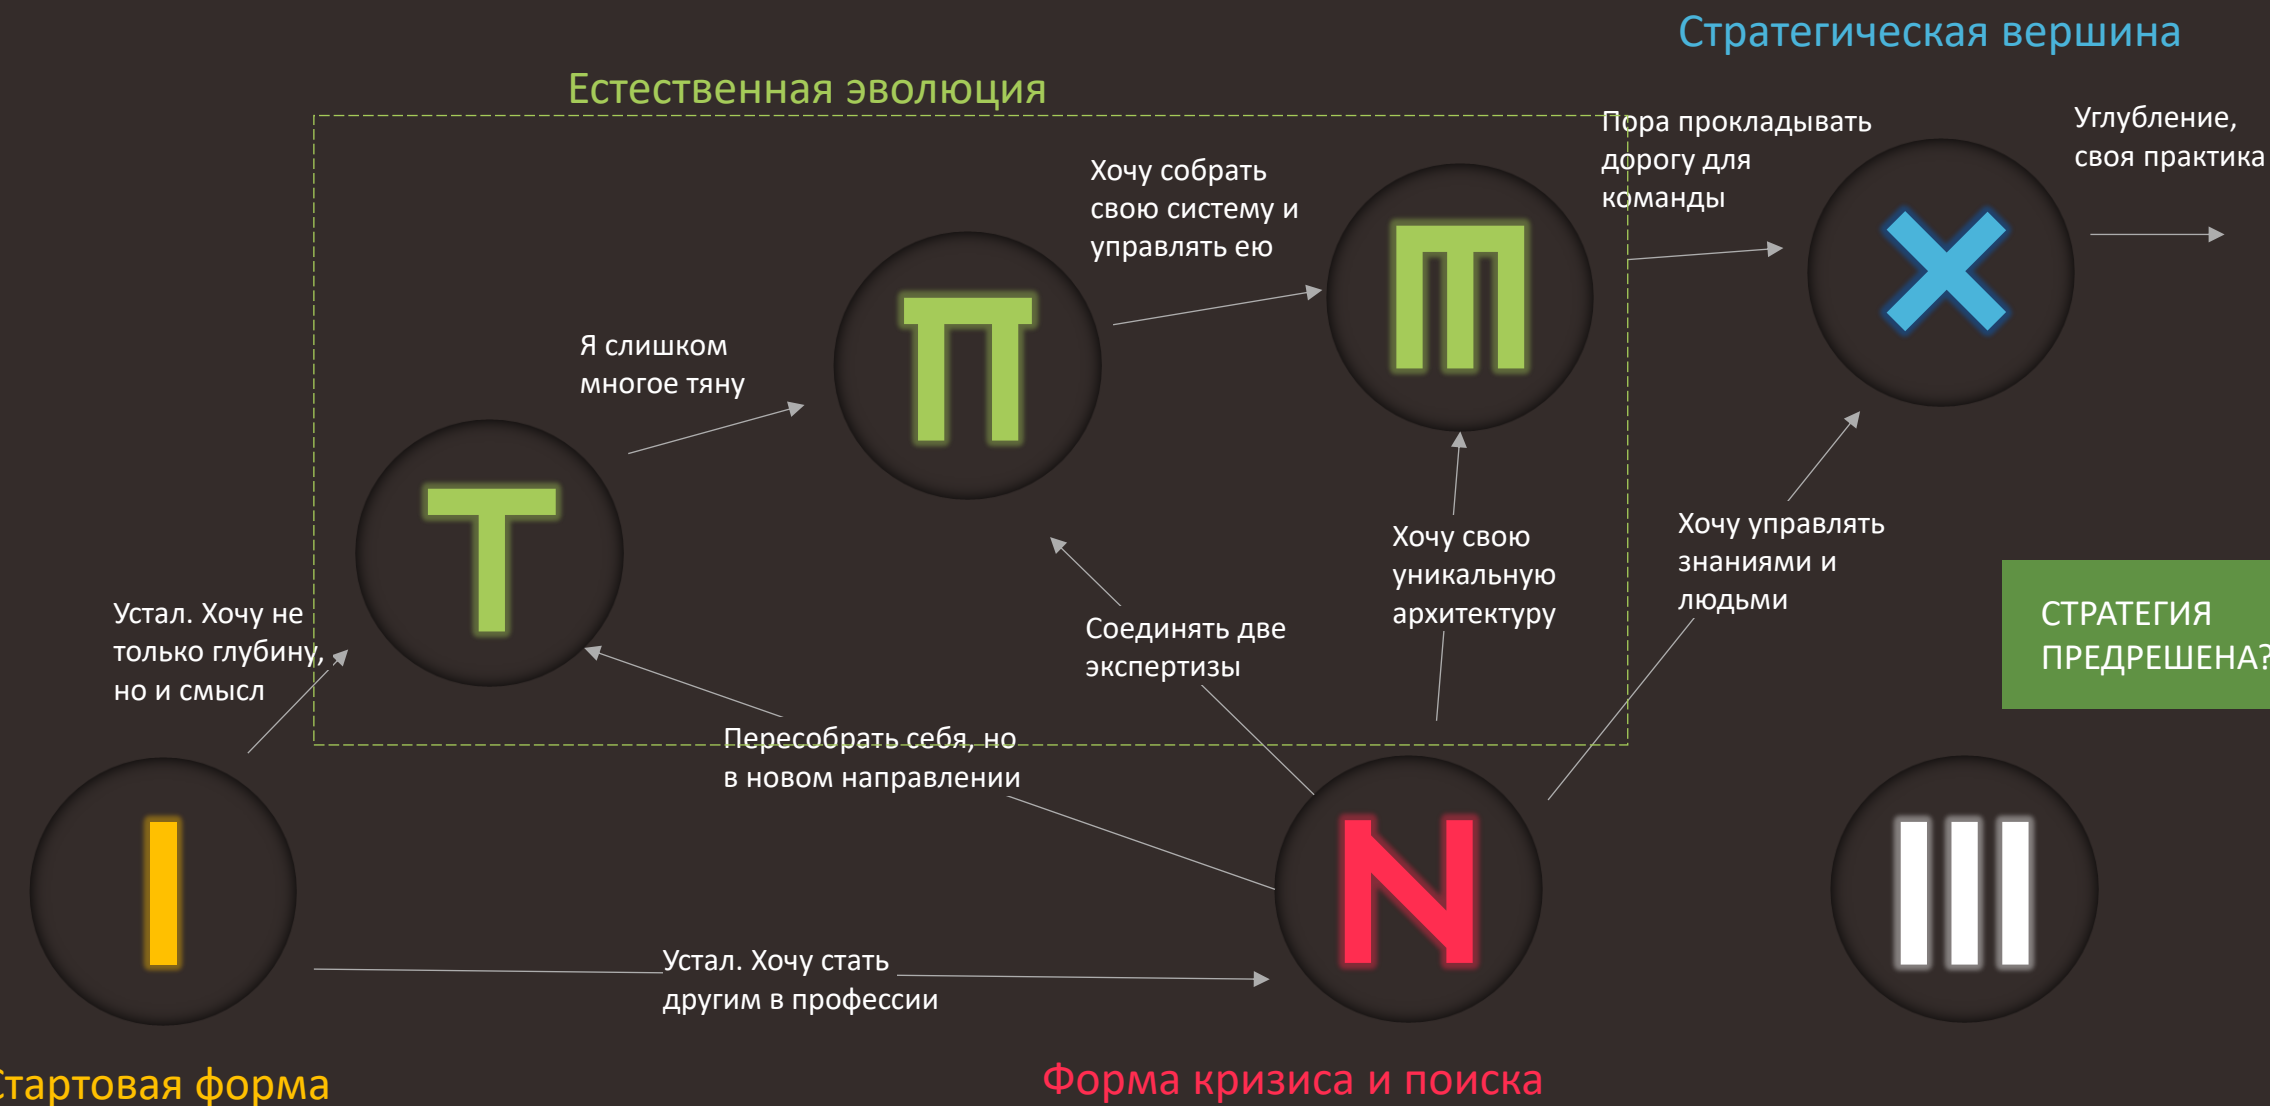 Стратегическая вершина
Естественная эволюция
Пора прокладывать
дорогу для
команды
Углубление,
своя практика
Хочу собрать
свою систему и
управлять ею
Я слишком
многое тяну
T
П
Ш
X
Устал. Хочу не
только глубину,
но и смысл
Соединять две
экспертизы
Хочу свою
уникальную
архитектуру
Хочу управлять
знаниями и
людьми
СТРАТЕГИЯ
ПРЕДРЕШЕНА?
Пересобрать себя, но
в новом направлении
I
N
III
Устал. Хочу стать
другим в профессии
Стартовая форма
Форма кризиса и поиска